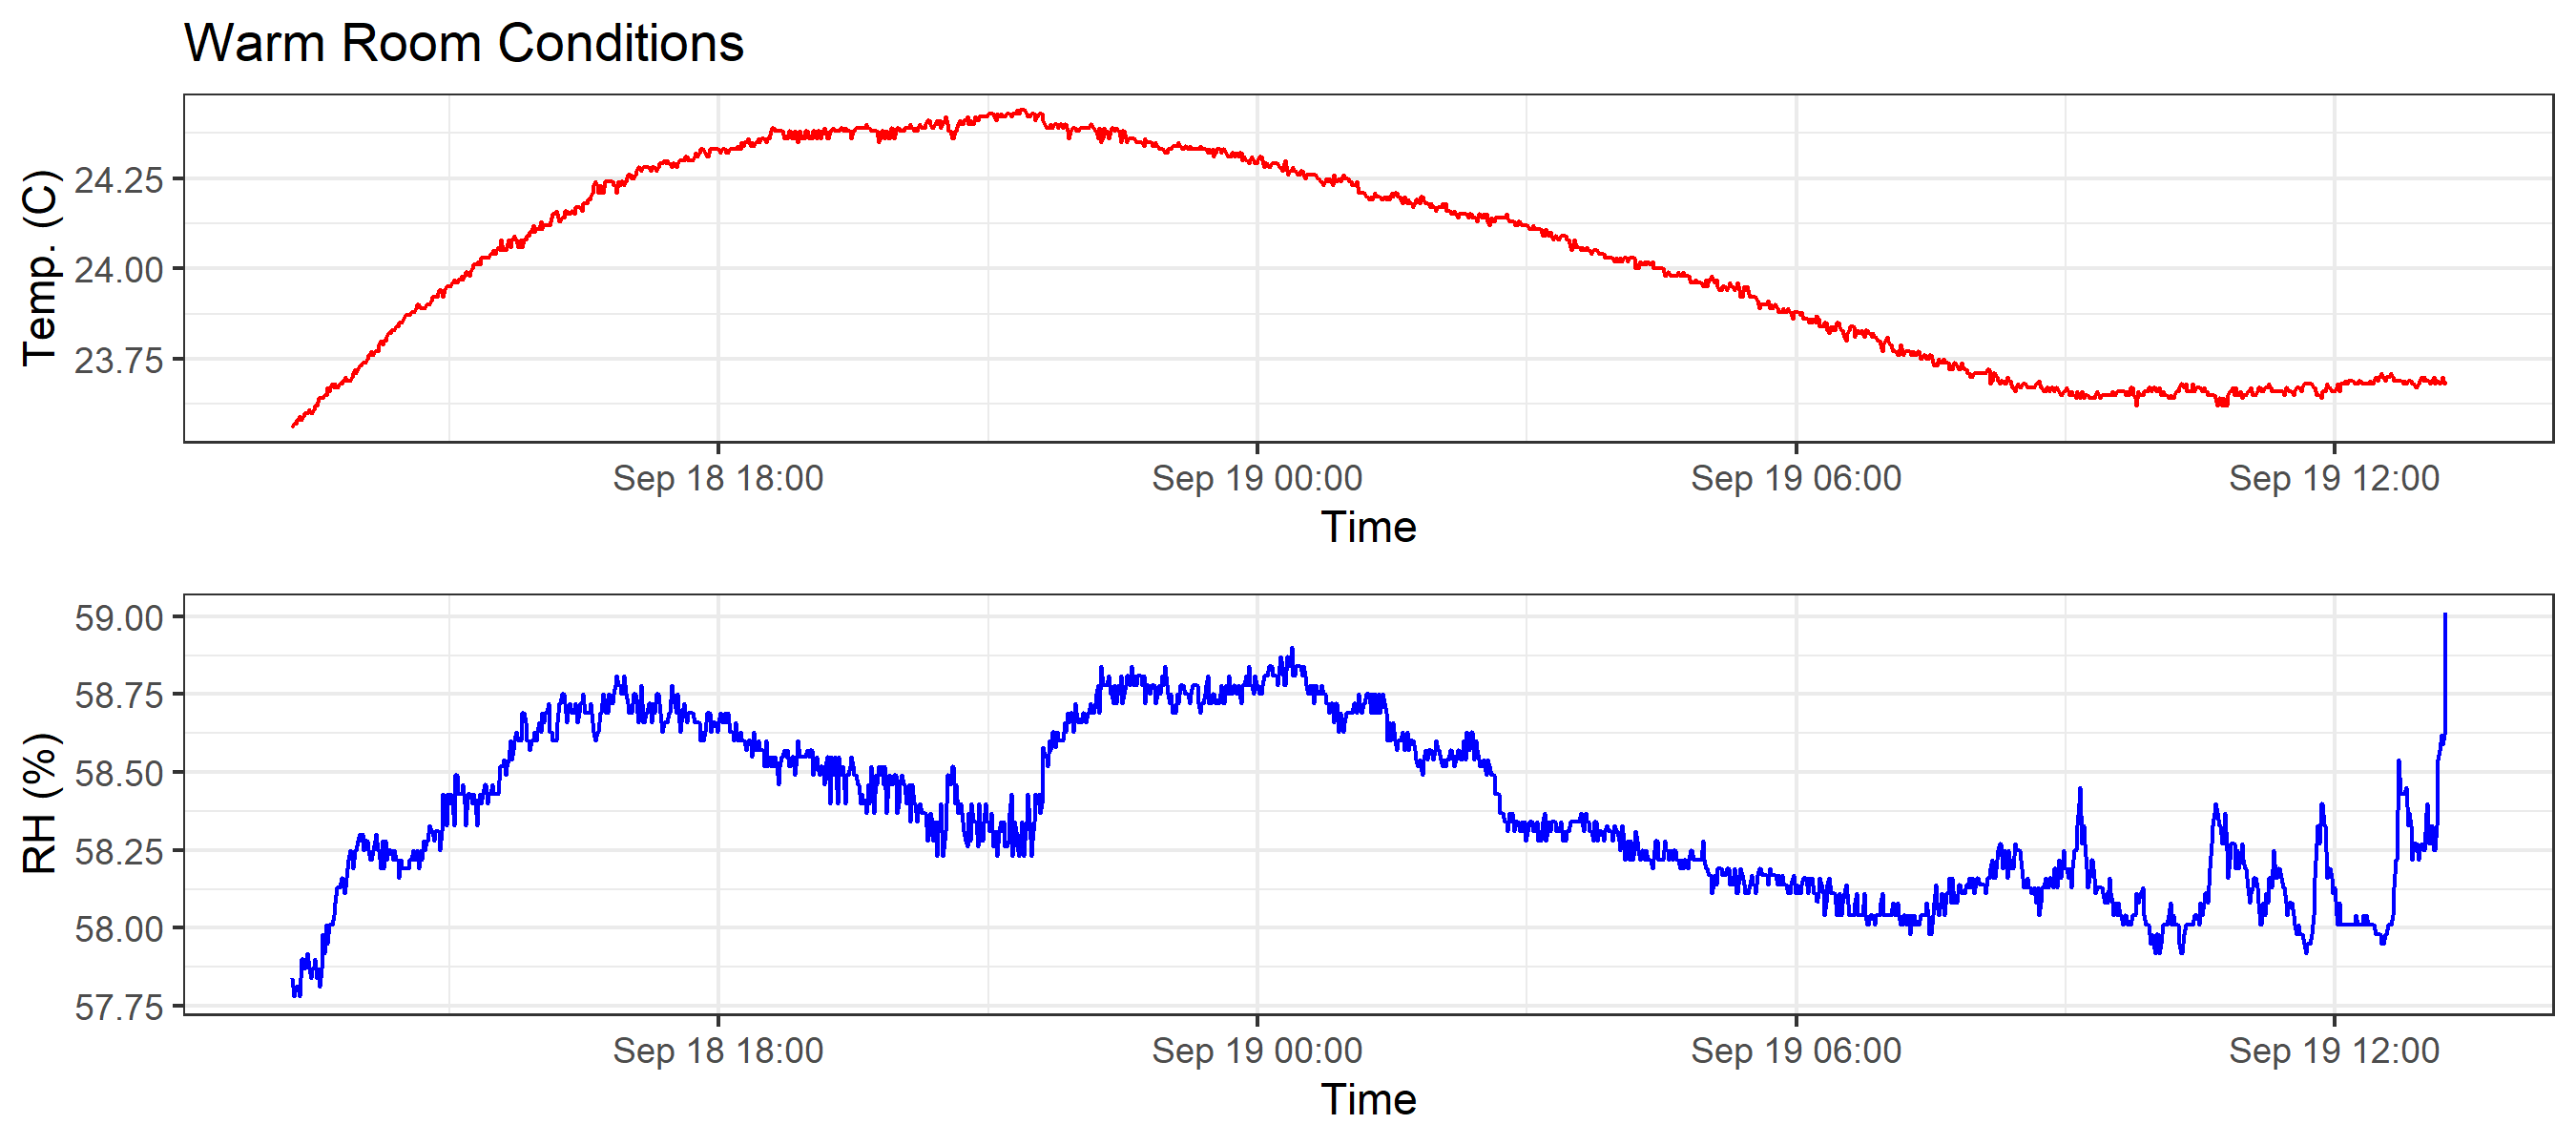 Warm Room Conditions
Temp. (C)
24.25
24.00
23.75
Sep 18 18:00 Sep 19 00:00 Sep 19 06:00 Sep 19 12:00
Time
RH (%)
59.00
58.75
58.50
58.25
58.00
57.75
Sep 18 18:00 Sep 19 00:00 Sep 19 06:00 Sep 19 12:00
Time